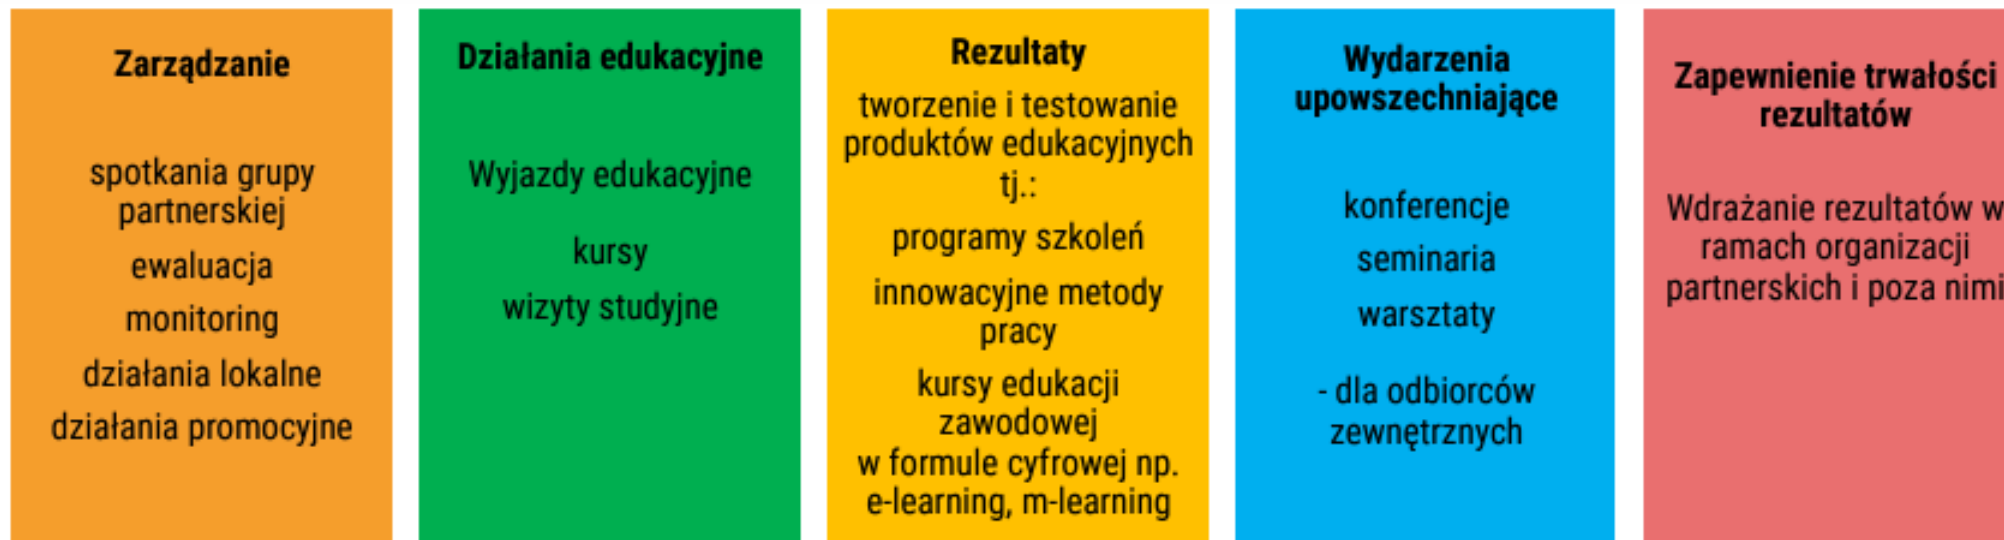 Zarządzanie
spotkania grupy
partnerskiej
ewaluacja
monitoring
działania lokalne
działania promocyjne
Działania edukacyjne
Wyjazdy edukacyjne
kursy
wizyty studyjne
Rezultaty
tworzenie i testowanie
produktów edukacyjnych
tj.:
programy szkoleń
innowacyjne metody
pracy
kursy edukacji
zawodowej
w formule cyfrowej np.
e-learning, m-learning
Wydarzenia
upowszechniające
konferencje
seminaria
warsztaty
- dla odbiorców
zewnętrznych
Zapewnienie trwałości
rezultatów
Wdrażanie rezultatów w
ramach organizacji
partnerskich i poza nimi